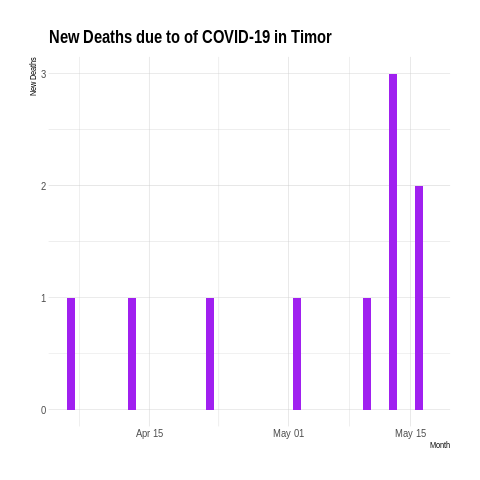 New Deaths due to of COVID-19 in Timor
New Deaths
3
2
1
0
Apr 15
May 01
May 15
Month